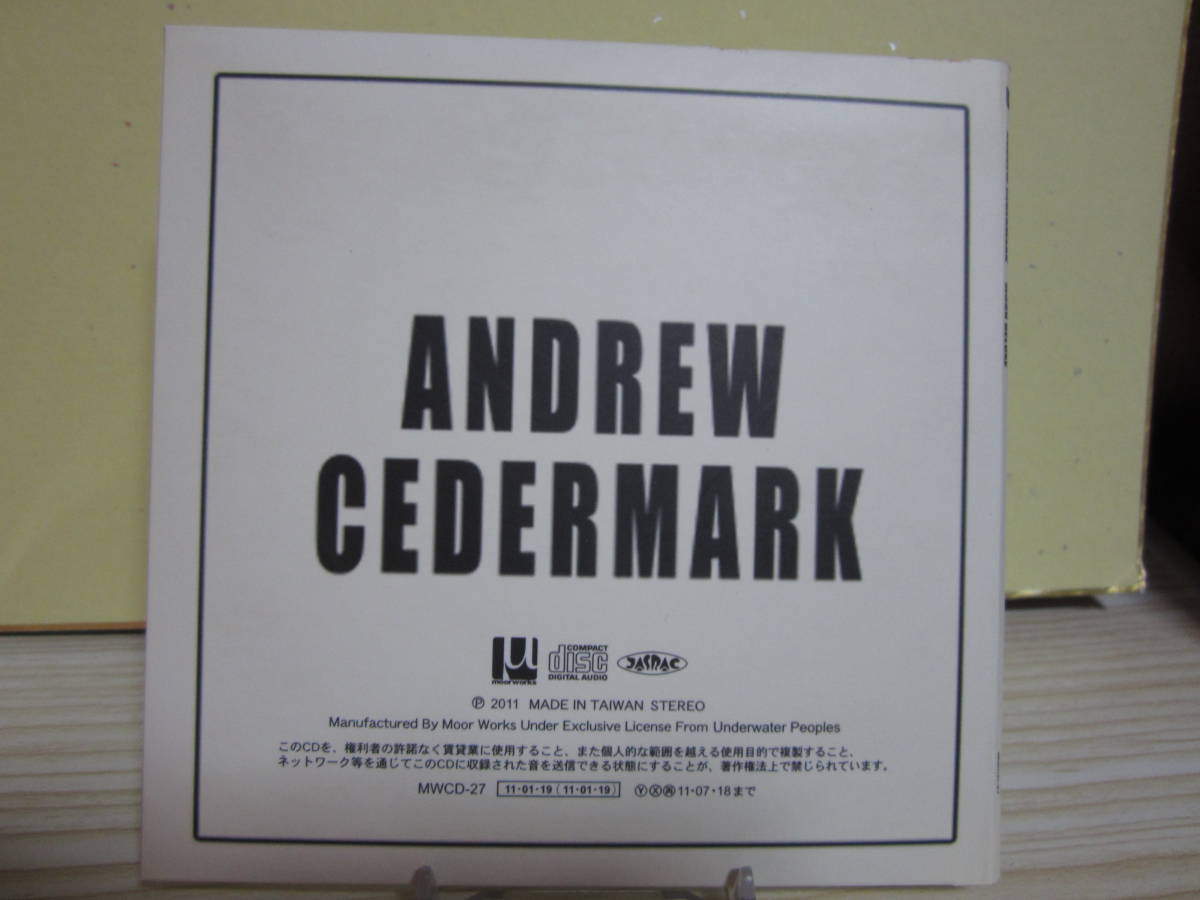 ANDREW
CEDERMARK
moorworks
COMPACT
disc
DIGITAL AUDIO
JASRAC
Ⓟ 2011 MADE IN TAIWAN STEREO
Manufactured By Moor Works Under Exclusive License From Underwater Peoples
このCDを、権利者の許諾なく賃貸業に使用すること、また個人的な範囲を越える使用目的で複製すること、
ネットワーク等を通じてこのCDに収録された音を送信できる状態にすることが、著作権法上で禁じられています。
MWCD-27 11・01・19 (11・01・19) Ⓨ Ⓧ 11・07・18まで